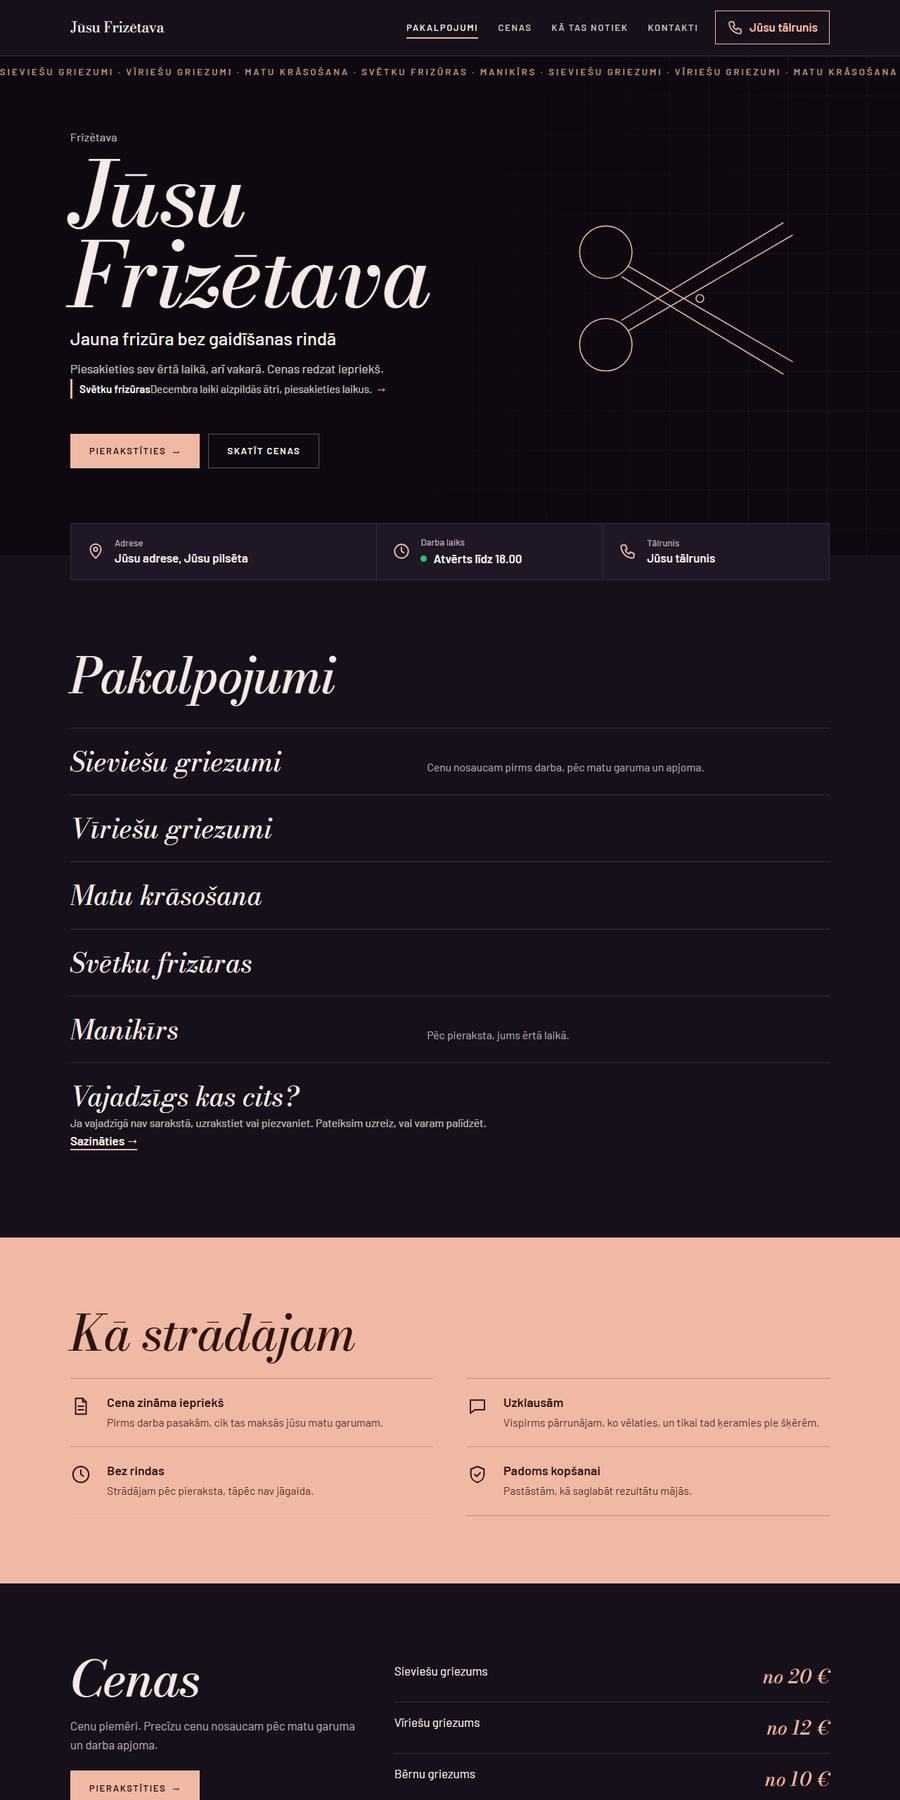 Jūsu Frizētava
PAKALPOJUMI
CENAS
KĀ TAS NOTIEK
KONTAKTI
Jūsu tālrunis
SIEVIEŠU GRIEZUMI · VĪRIEŠU GRIEZUMI · MATU KRĀSOŠANA · SVĒTKU FRIZŪRAS · MANIKĪRS · SIEVIEŠU GRIEZUMI · VĪRIEŠU GRIEZUMI · MATU KRĀSOŠANA
Frizētava
Jūsu
Frizētava
Jauna frizūra bez gaidīšanas rindā
Piesakieties sev ērtā laikā, arī vakarā. Cenas redzat iepriekš.
Svētku frizūrasDecembra laiki aizpildās ātri, piesakieties laikus. →
PIERAKSTĪTIES →
SKATĪT CENAS
Adrese
Jūsu adrese, Jūsu pilsēta
Darba laiks
Atvērts līdz 18.00
Tālrunis
Jūsu tālrunis
Pakalpojumi
Sieviešu griezumi
Cenu nosaucam pirms darba, pēc matu garuma un apjoma.
Vīriešu griezumi
Matu krāsošana
Svētku frizūras
Manikīrs
Pēc pieraksta, jums ērtā laikā.
Vajadzīgs kas cits?
Ja vajadzīgā nav sarakstā, uzrakstiet vai piezvaniet. Pateiksim uzreiz, vai varam palīdzēt.
Sazināties →
Kā strādājam
Cena zināma iepriekš
Pirms darba pasakām, cik tas maksās jūsu matu garumam.
Uzklausām
Vispirms pārrunājam, ko vēlaties, un tikai tad ķeramies pie šķērēm.
Bez rindas
Strādājam pēc pieraksta, tāpēc nav jāgaida.
Padoms kopšanai
Pastāstām, kā saglabāt rezultātu mājās.
Cenas
Cenu piemēri. Precīzu cenu nosaucam pēc matu garuma
un darba apjoma.
PIERAKSTĪTIES →
Sieviešu griezums
no 20 €
Vīriešu griezums
no 12 €
Bērnu griezums
no 10 €